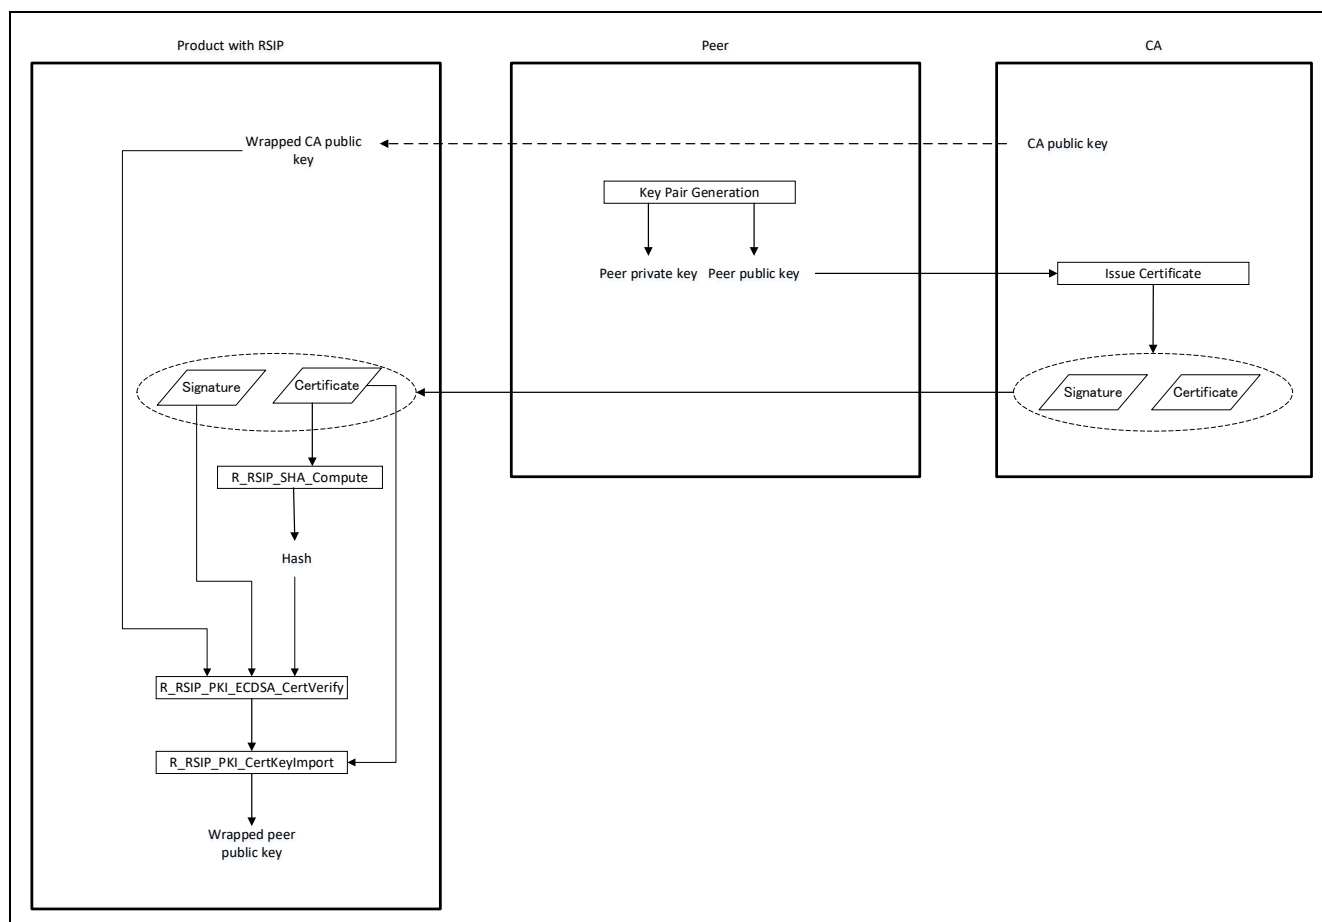 Product with RSIP
Peer
CA
Wrapped CA public
key
CA public key
Key Pair Generation
Peer private key
Peer public key
Issue Certificate
Signature
Certificate
Signature
Certificate
R_RSIP_SHA_Compute
Hash
R_RSIP_PKI_ECDSA_CertVerify
R_RSIP_PKI_CertKeyImport
Wrapped peer
public key